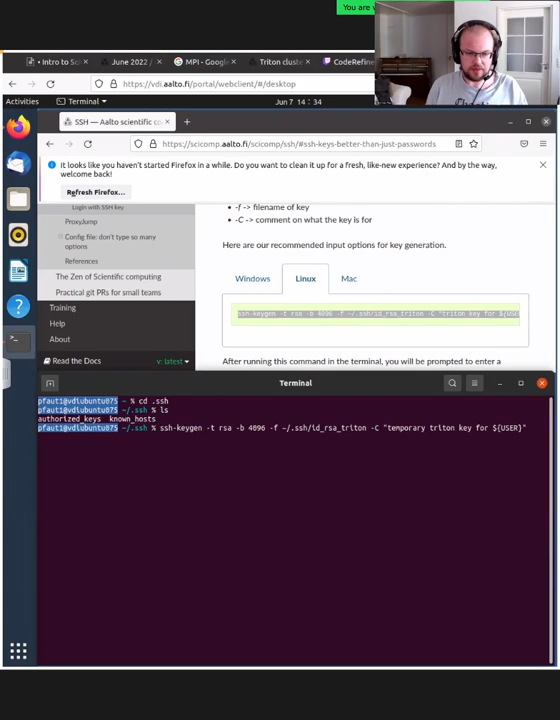 You are v
• Intro to Sc
June 2022 /
MPI - Google
Triton cluste
CodeRefine
https://vdi.aalto.fi/portal/webclient/#/desktop
Activities
Terminal
Jun 7 14:34
SSH — Aalto scientific co
https://scicomp.aalto.fi/scicomp/ssh/#ssh-keys-better-than-just-passwords
It looks like you haven't started Firefox in a while. Do you want to clean it up for a fresh, like-new experience? And by the way,
welcome back!
Refresh Firefox...
Login with SSH key
ProxyJump
Config file: don't type so many
options
References
The Zen of Scientific computing
Practical git PRs for small teams
Training
Help
About
Read the Docs
v: latest
-f -> filename of key
-C -> comment on what the key is for
Here are our recommended input options for key generation.
Windows
Linux
Mac
ssh-keygen -t rsa -b 4096 -f ~/.ssh/id_rsa_triton -C "triton key for ${USE
After running this command in the terminal, you will be prompted to enter a
Terminal
pfaut1@vdiubuntu075 ~ % cd .ssh
pfaut1@vdiubuntu075 ~/.ssh % ls
authorized_keys known_hosts
pfaut1@vdiubuntu075 ~/.ssh % ssh-keygen -t rsa -b 4096 -f ~/.ssh/id_rsa_triton -C "temporary triton key for ${USER}"